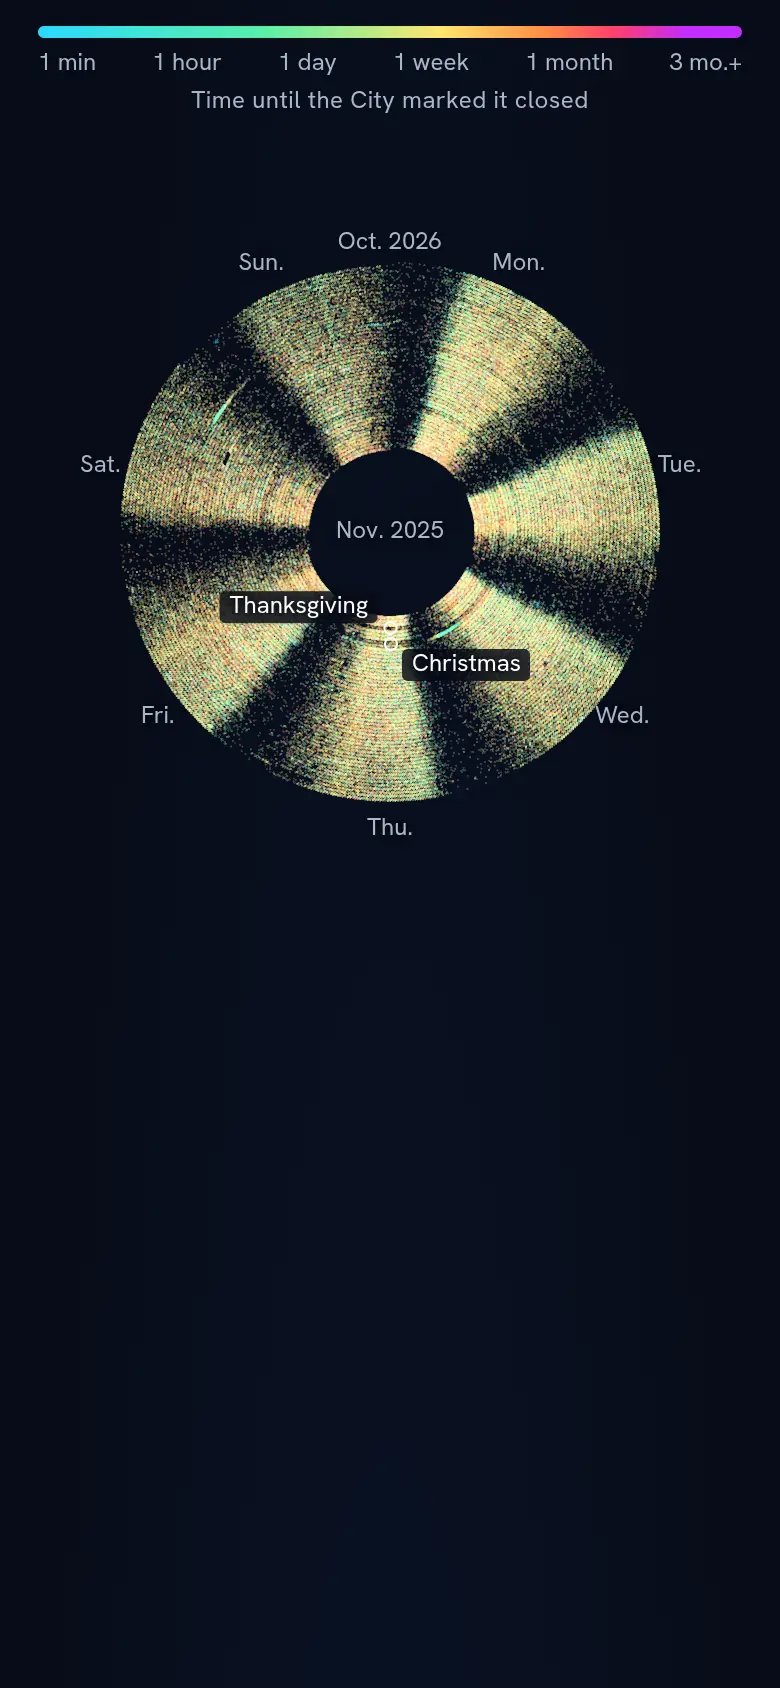 1 min 1 hour 1 day 1 week 1 month 3 mo.+
Time until the City marked it closed
Oct. 2026
Sun. Mon.
Sat. Tue.
Nov. 2025
Thanksgiving
Christmas
Fri. Wed.
Thu.